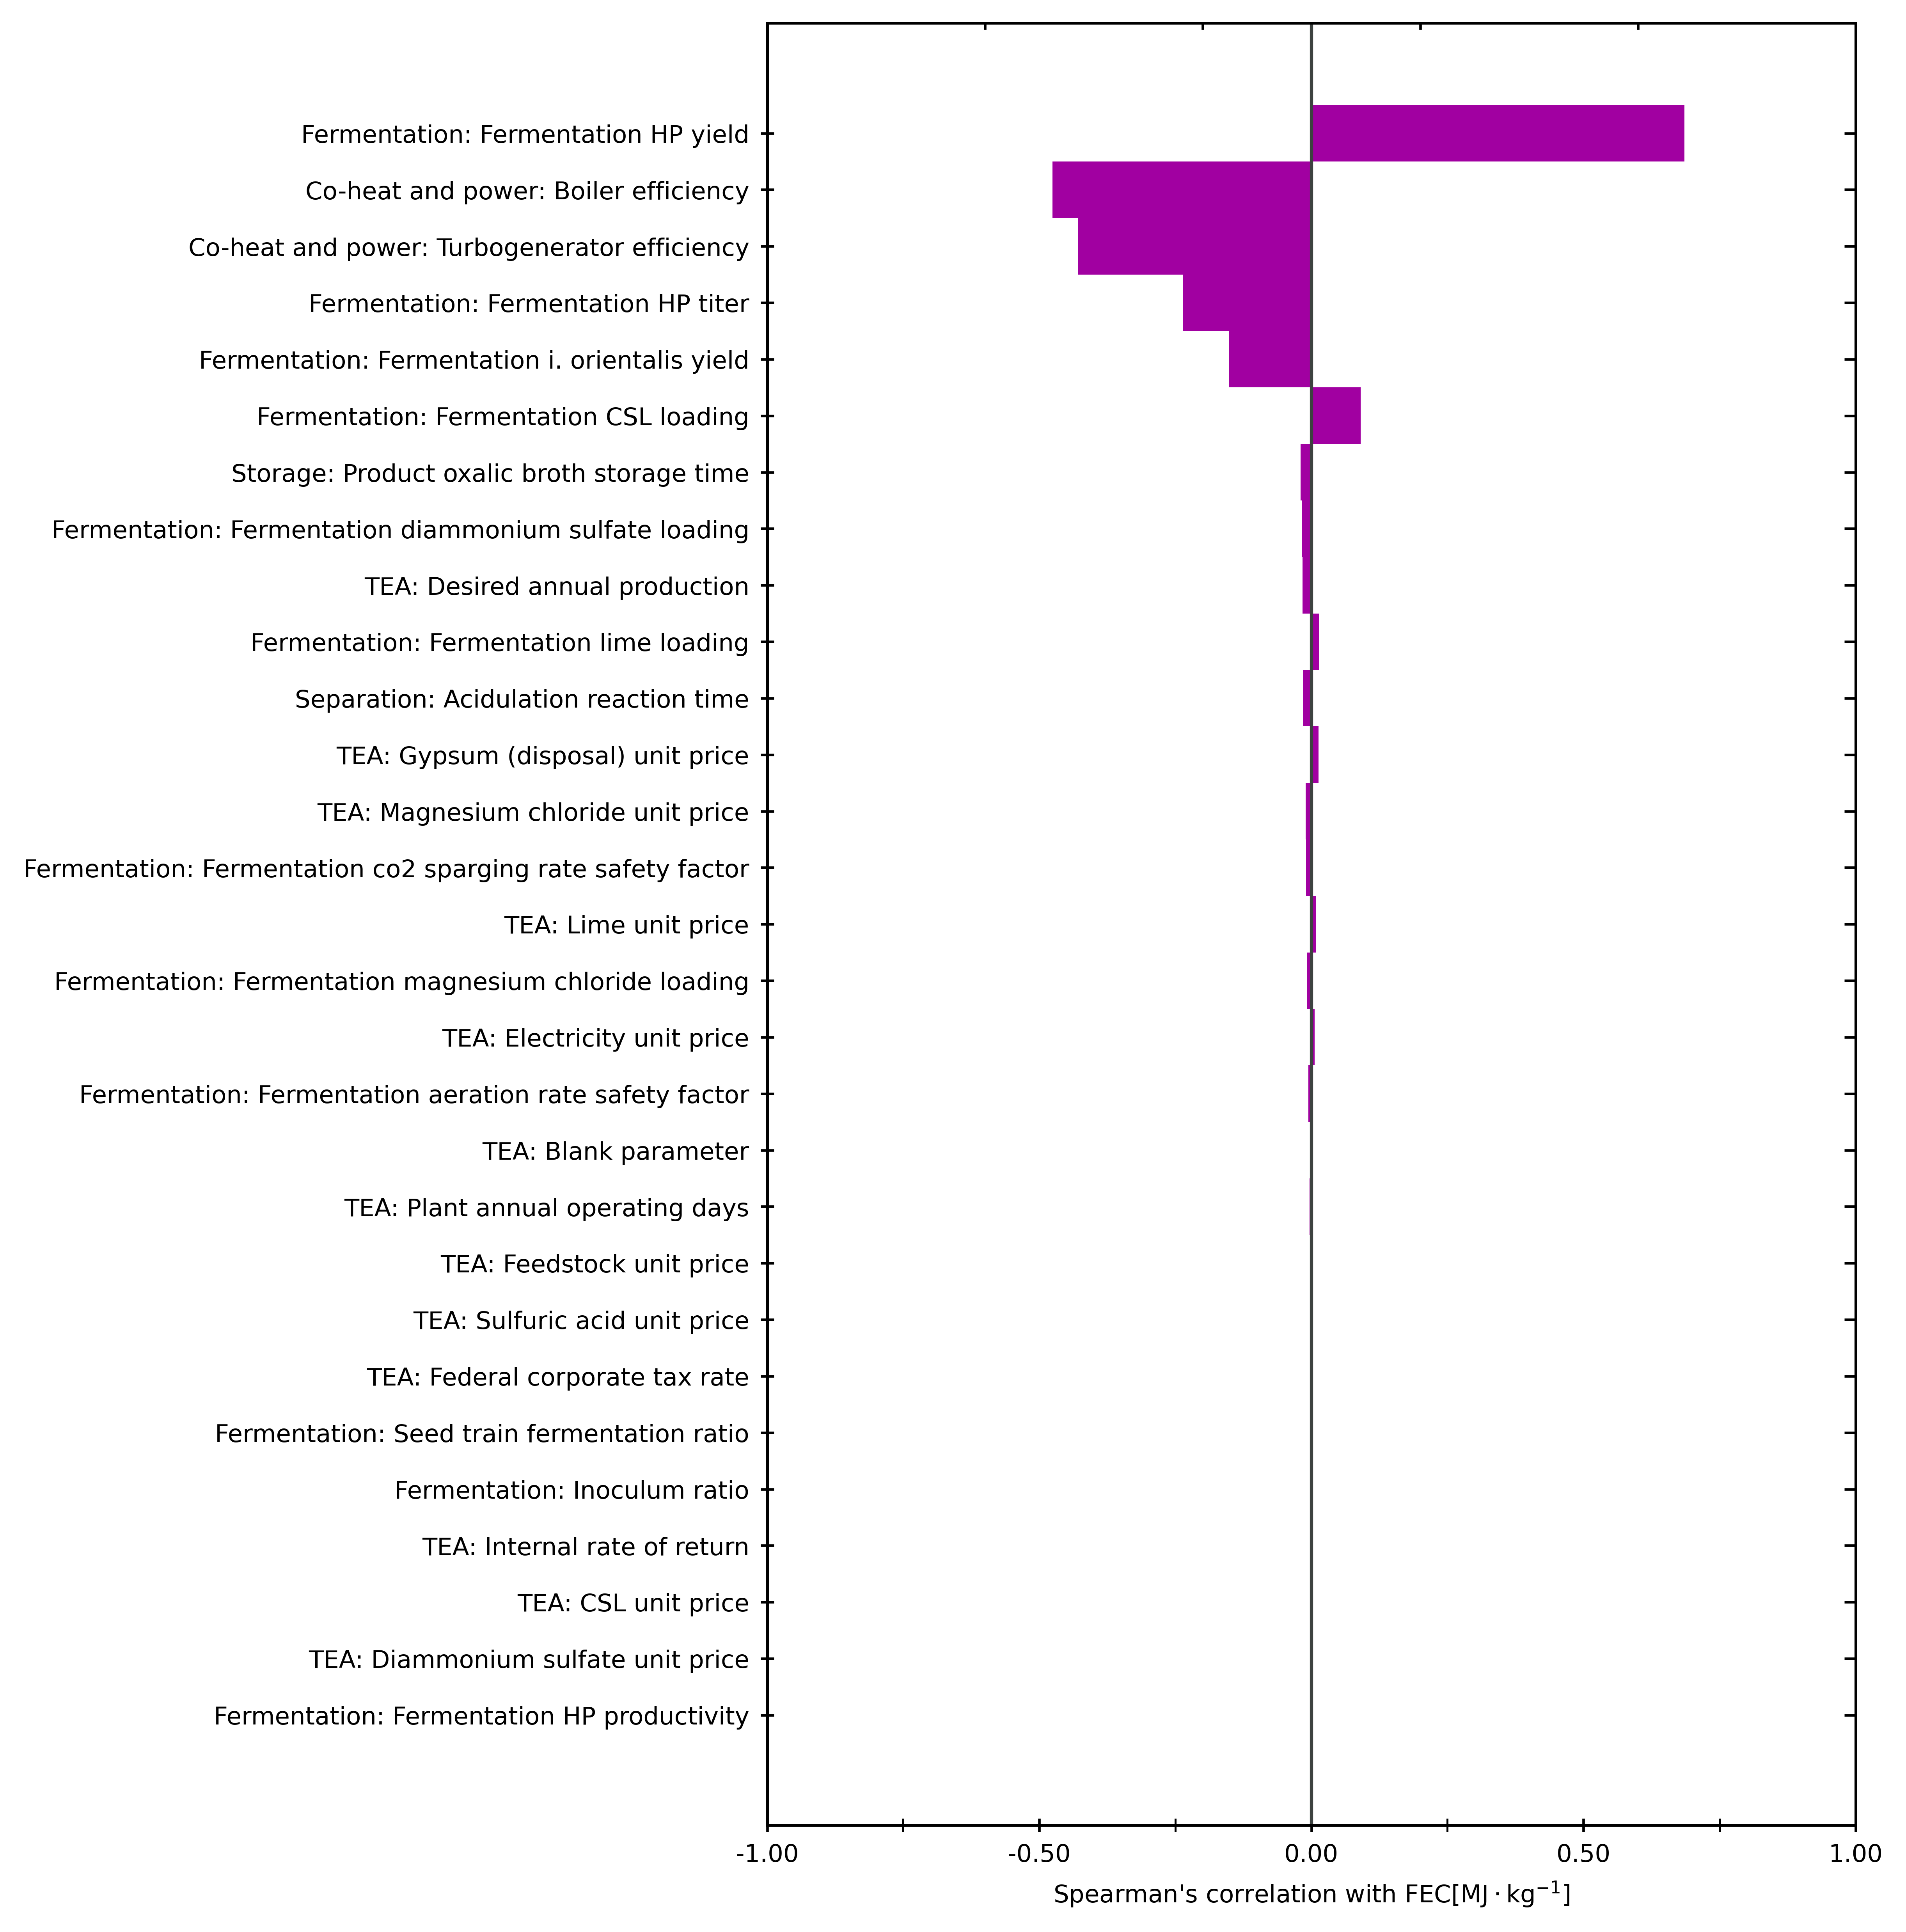 Fermentation: Fermentation HP yield
Co-heat and power: Boiler efficiency
Co-heat and power: Turbogenerator efficiency
Fermentation: Fermentation HP titer
Fermentation: Fermentation i. orientalis yield
Fermentation: Fermentation CSL loading
Storage: Product oxalic broth storage time
Fermentation: Fermentation diammonium sulfate loading
TEA: Desired annual production
Fermentation: Fermentation lime loading
Separation: Acidulation reaction time
TEA: Gypsum (disposal) unit price
TEA: Magnesium chloride unit price
Fermentation: Fermentation co2 sparging rate safety factor
TEA: Lime unit price
Fermentation: Fermentation magnesium chloride loading
TEA: Electricity unit price
Fermentation: Fermentation aeration rate safety factor
TEA: Blank parameter
TEA: Plant annual operating days
TEA: Feedstock unit price
TEA: Sulfuric acid unit price
TEA: Federal corporate tax rate
Fermentation: Seed train fermentation ratio
Fermentation: Inoculum ratio
TEA: Internal rate of return
TEA: CSL unit price
TEA: Diammonium sulfate unit price
Fermentation: Fermentation HP productivity
-1.00 -0.50 0.00 0.50 1.00
Spearman's correlation with FEC[MJ · kg⁻¹]